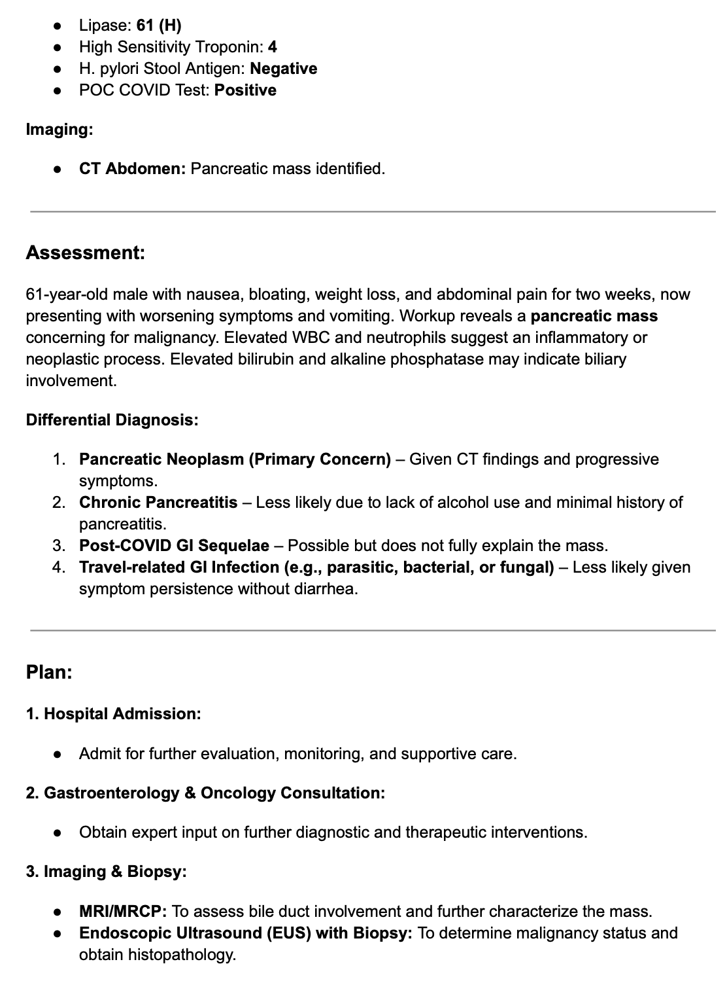 ● Lipase: 61 (H)
● High Sensitivity Troponin: 4
● H. pylori Stool Antigen: Negative
● POC COVID Test: Positive
Imaging:
● CT Abdomen: Pancreatic mass identified.
Assessment:
61-year-old male with nausea, bloating, weight loss, and abdominal pain for two weeks, now
presenting with worsening symptoms and vomiting. Workup reveals a pancreatic mass
concerning for malignancy. Elevated WBC and neutrophils suggest an inflammatory or
neoplastic process. Elevated bilirubin and alkaline phosphatase may indicate biliary
involvement.
Differential Diagnosis:
1. Pancreatic Neoplasm (Primary Concern) – Given CT findings and progressive
symptoms.
2. Chronic Pancreatitis – Less likely due to lack of alcohol use and minimal history of
pancreatitis.
3. Post-COVID GI Sequelae – Possible but does not fully explain the mass.
4. Travel-related GI Infection (e.g., parasitic, bacterial, or fungal) – Less likely given
symptom persistence without diarrhea.
Plan:
1. Hospital Admission:
● Admit for further evaluation, monitoring, and supportive care.
2. Gastroenterology & Oncology Consultation:
● Obtain expert input on further diagnostic and therapeutic interventions.
3. Imaging & Biopsy:
● MRI/MRCP: To assess bile duct involvement and further characterize the mass.
● Endoscopic Ultrasound (EUS) with Biopsy: To determine malignancy status and
obtain histopathology.